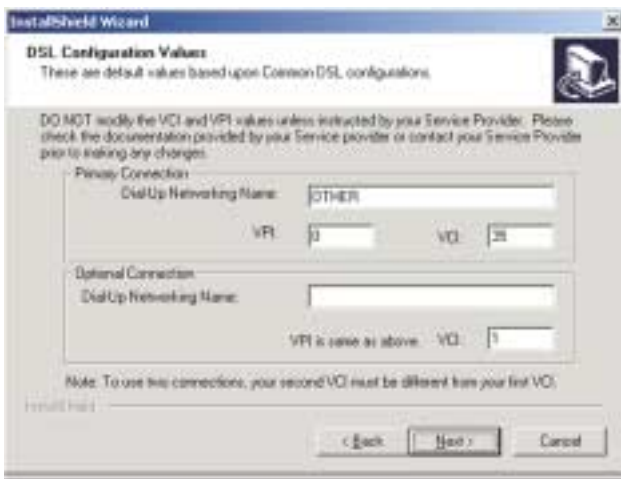 InstallShield Wizard
DSL Configuration Values
These are default values based upon Common DSL configurations.
DO NOT modify the VCI and VPI values unless instructed by your Service Provider. Please
check the documentation provided by your Service provider or contact your Service Provider
prior to making any changes.
Primary Connection
Dial-Up Networking Name: OTHER
VPI: 0 VCI: 35
Optional Connection
Dial-Up Networking Name:
VPI is same as above. VCI: 1
Note: To use two connections, your second VCI must be different from your first VCI.
InstallShield
< Back Next > Cancel